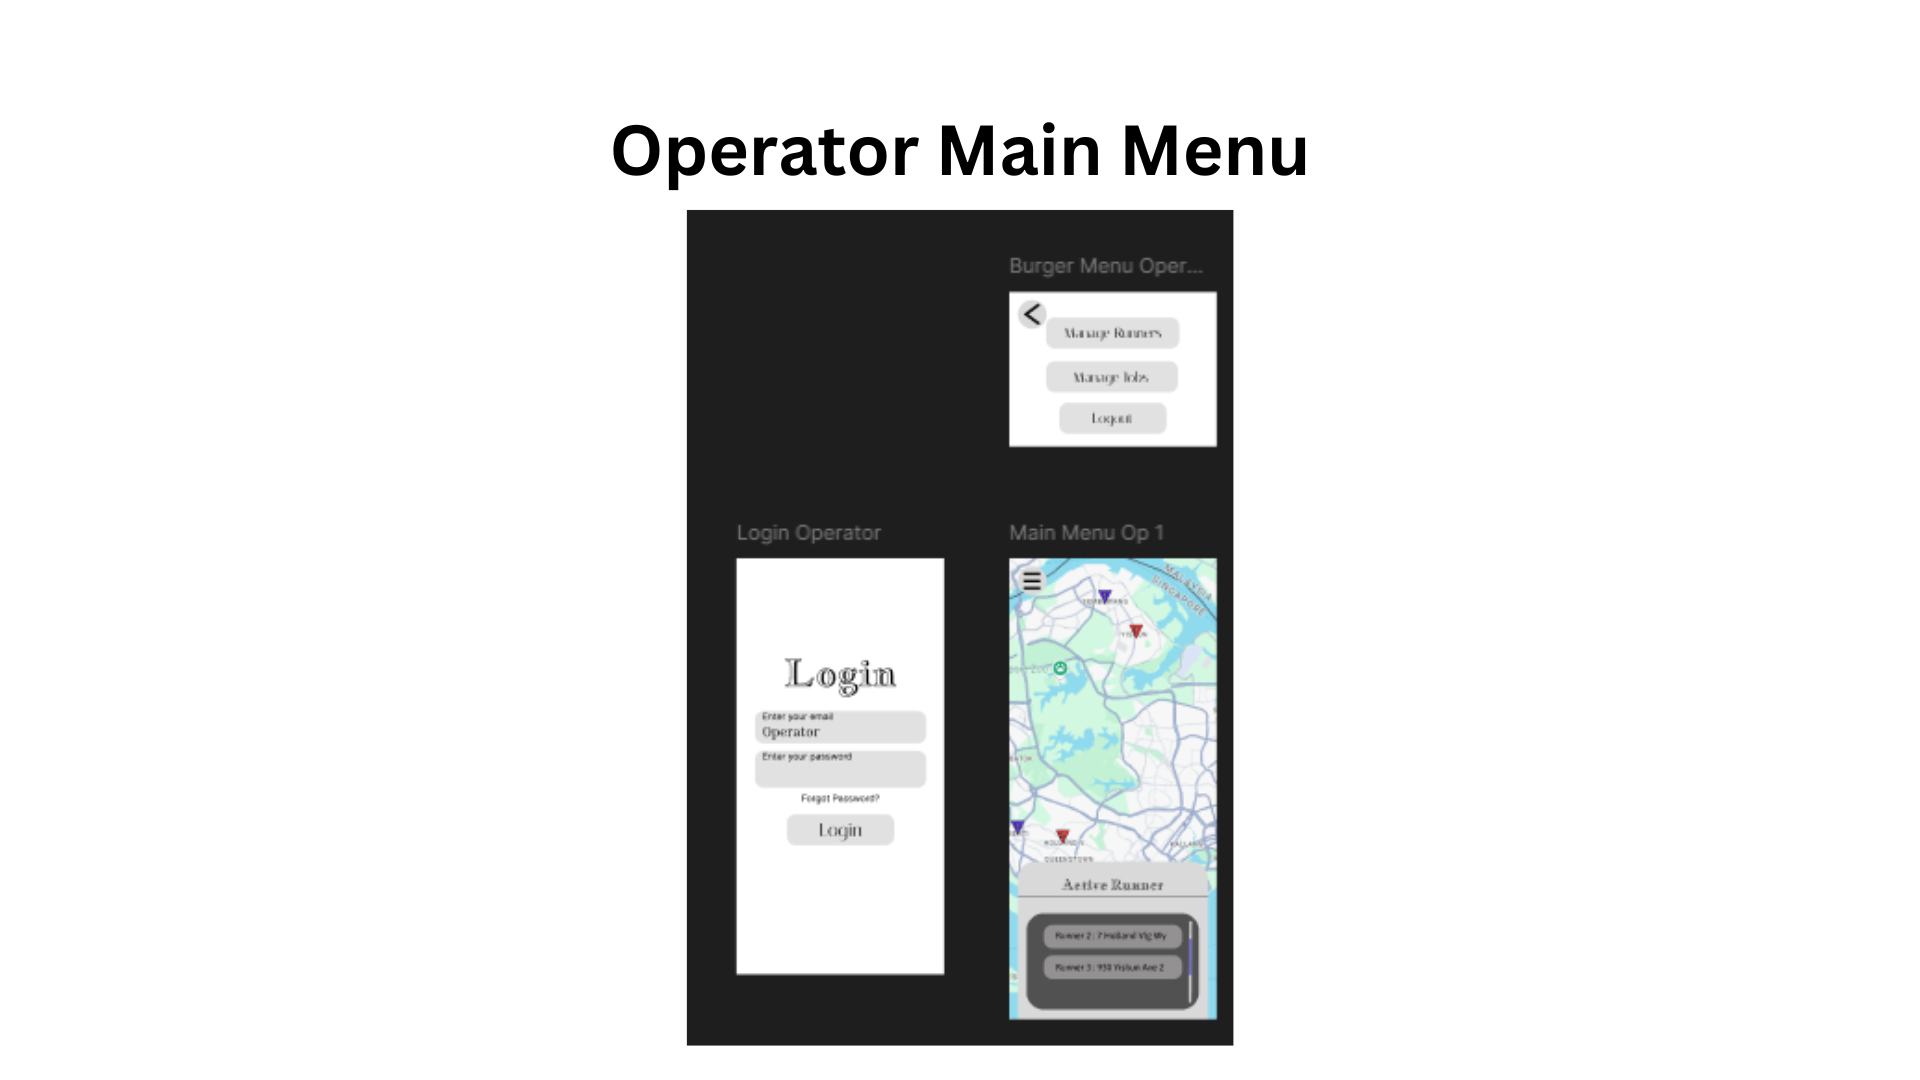 Operator Main Menu
Burger Menu Oper...
Manage Runners
Manage Jobs
Logout
Login Operator
Login
Enter your email
Operator
Enter your password
Forgot Password?
Login
Main Menu Op 1
MALAYSIA
SINGAPORE
QUEENSTOWN
Active Runner
Runner 2 : 7 Holland Vlg Wy
Runner 3 : 930 Yishun Ave 2